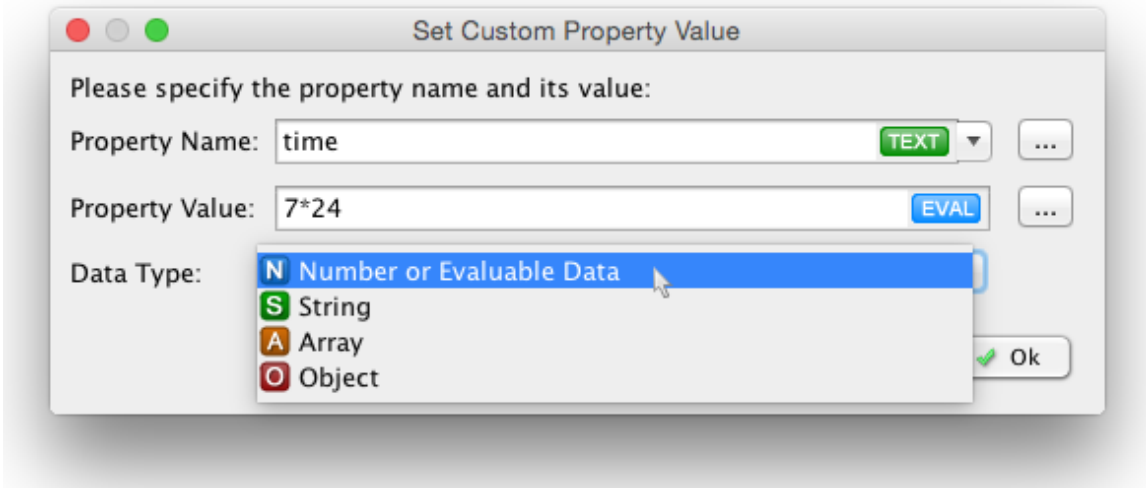 Set Custom Property Value
Please specify the property name and its value:
Property Name: time TEXT ...
Property Value: 7*24 EVAL ...
Data Type: N Number or Evaluable Data
S String
A Array
O Object
Ok